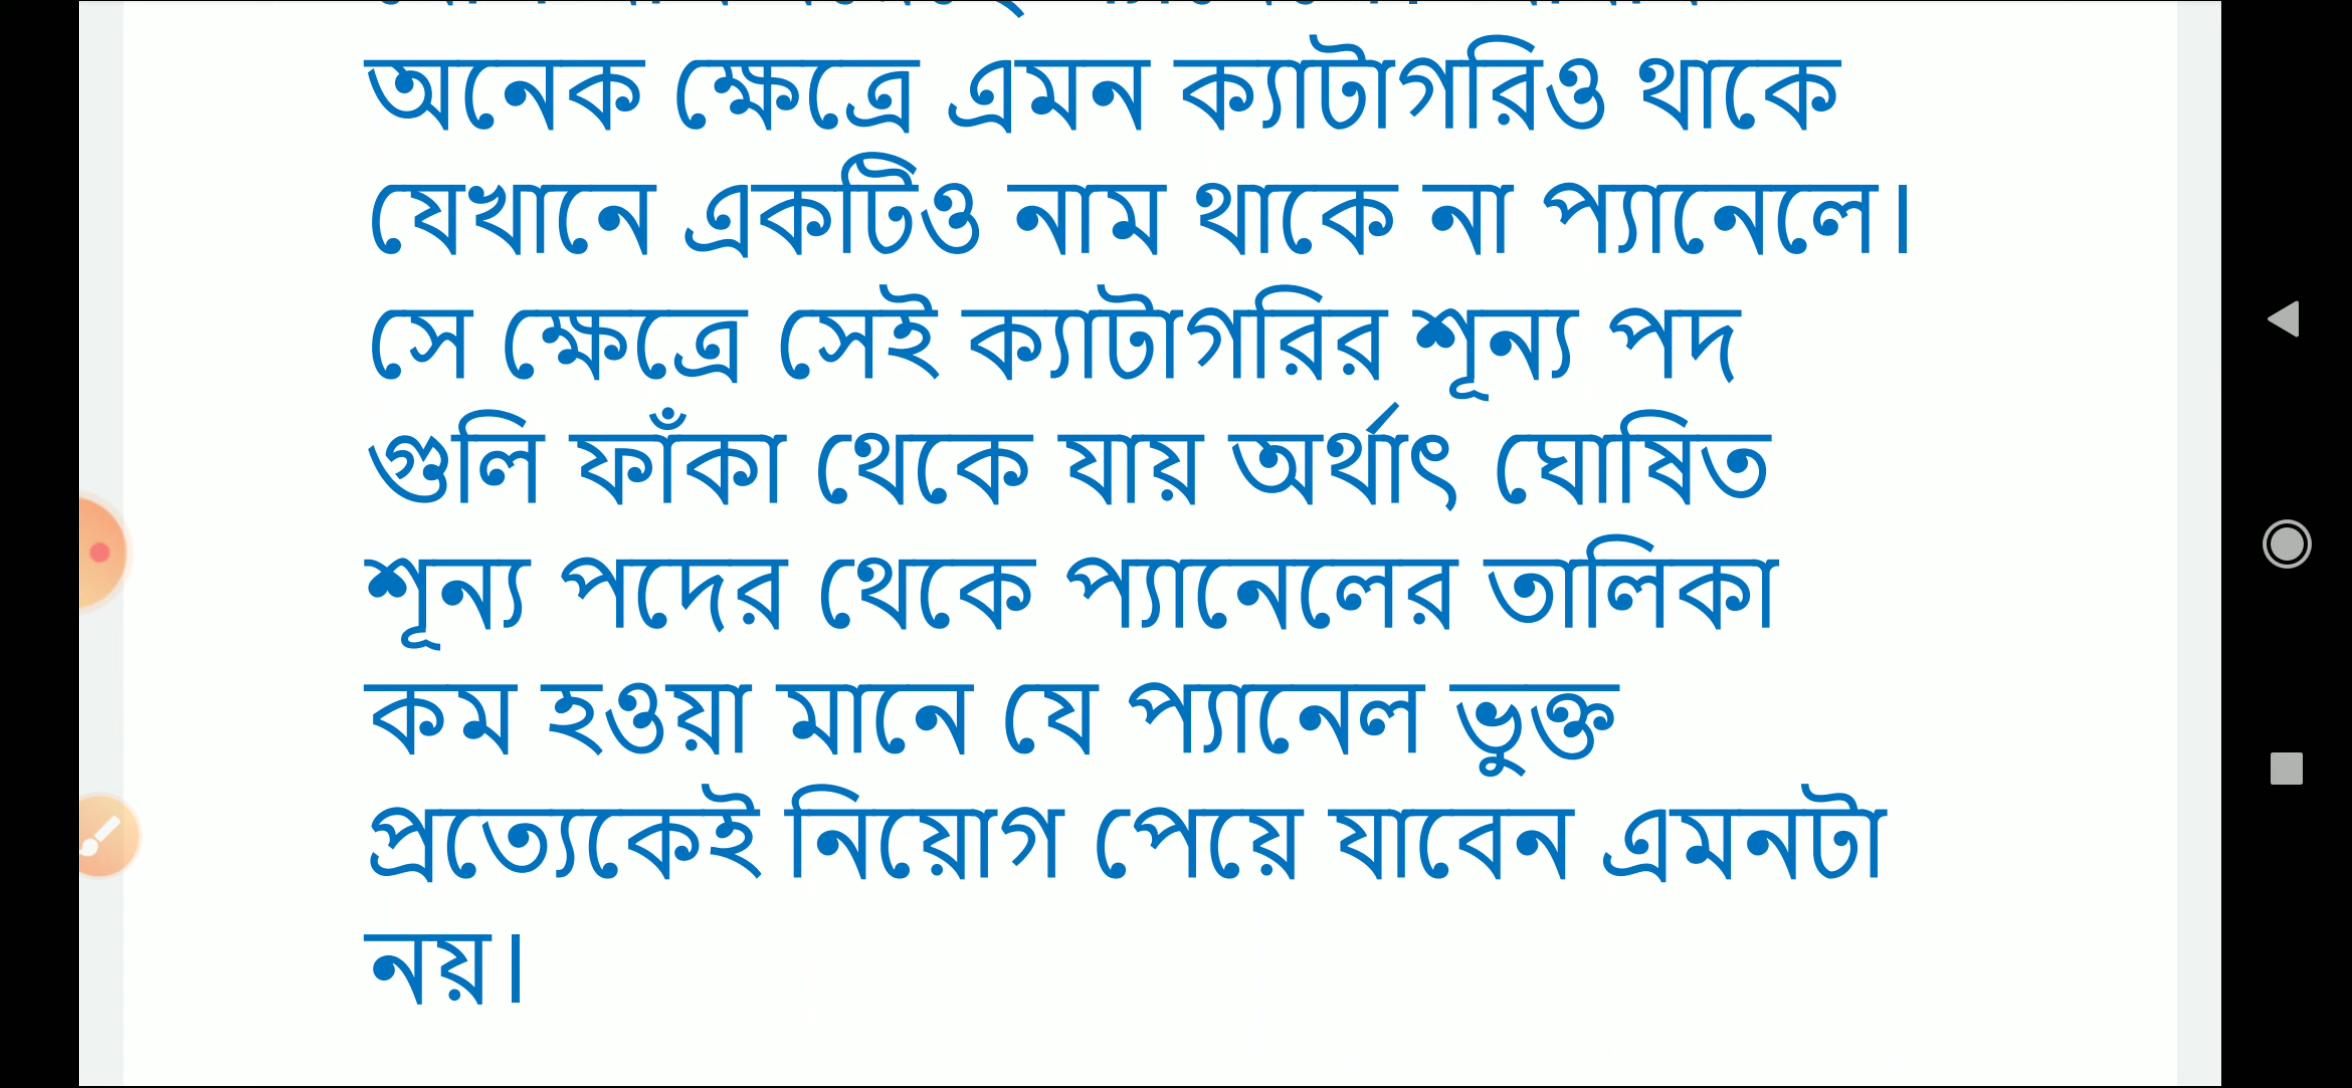 অনেক ক্ষেত্রে এমন ক্যাটাগরিও থাকে
যেখানে একটিও নাম থাকে না প্যানেলে।
সে ক্ষেত্রে সেই ক্যাটাগরির শূন্য পদ
গুলি ফাঁকা থেকে যায় অর্থাৎ ঘোষিত
শূন্য পদের থেকে প্যানেলের তালিকা
কম হওয়া মানে যে প্যানেল ভুক্ত
প্রত্যেকেই নিয়োগ পেয়ে যাবেন এমনটা
নয়।